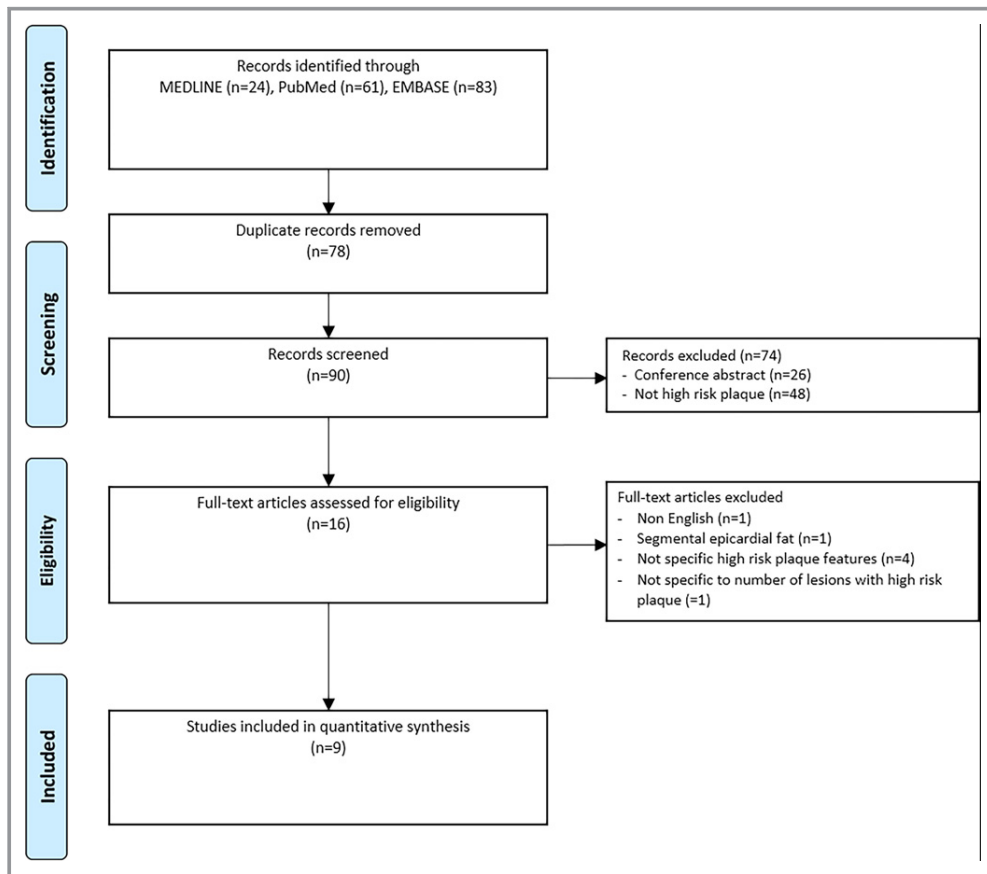 Identification
Records identified through
MEDLINE (n=24), PubMed (n=61), EMBASE (n=83)
Duplicate records removed
(n=78)
Screening
Records screened
(n=90)
Records excluded (n=74)
- Conference abstract (n=26)
- Not high risk plaque (n=48)
Eligibility
Full-text articles assessed for eligibility
(n=16)
Full-text articles excluded
- Non English (n=1)
- Segmental epicardial fat (n=1)
- Not specific high risk plaque features (n=4)
- Not specific to number of lesions with high risk
plaque (=1)
Included
Studies included in quantitative synthesis
(n=9)